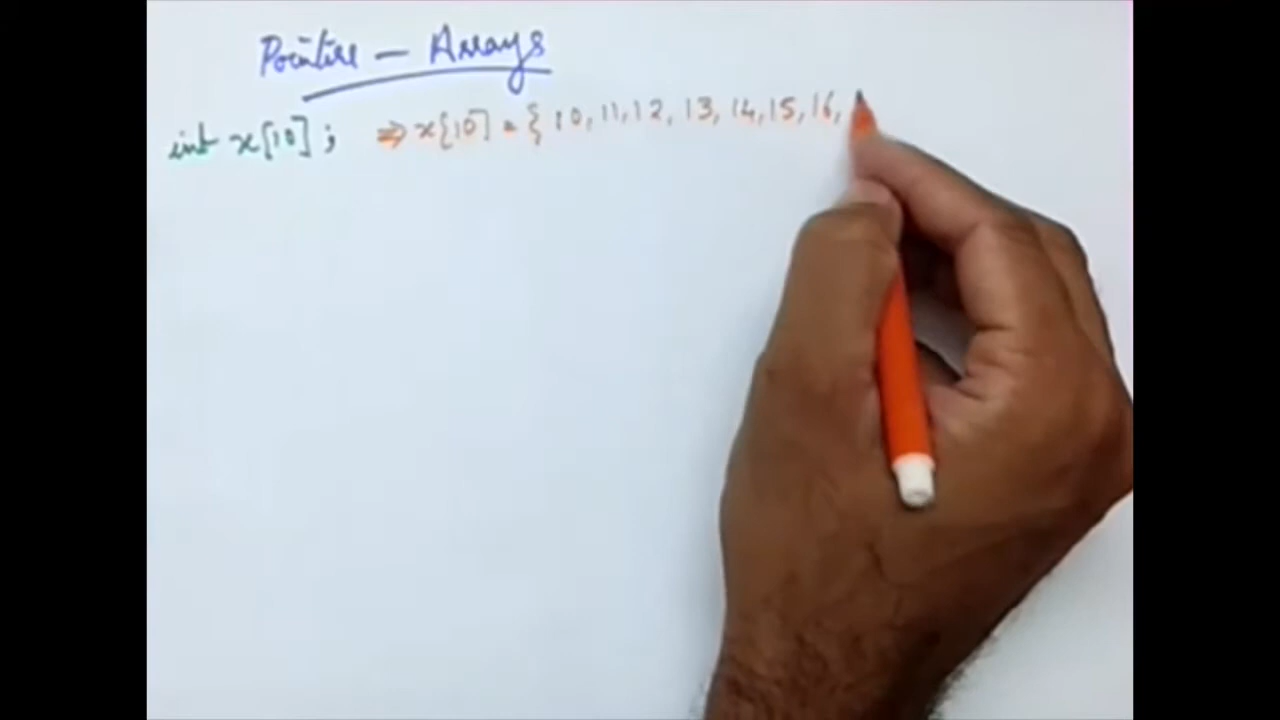 Pointers - Arrays
int x[10]; ⇒ x[10] = { 10, 11, 12, 13, 14, 15, 16,